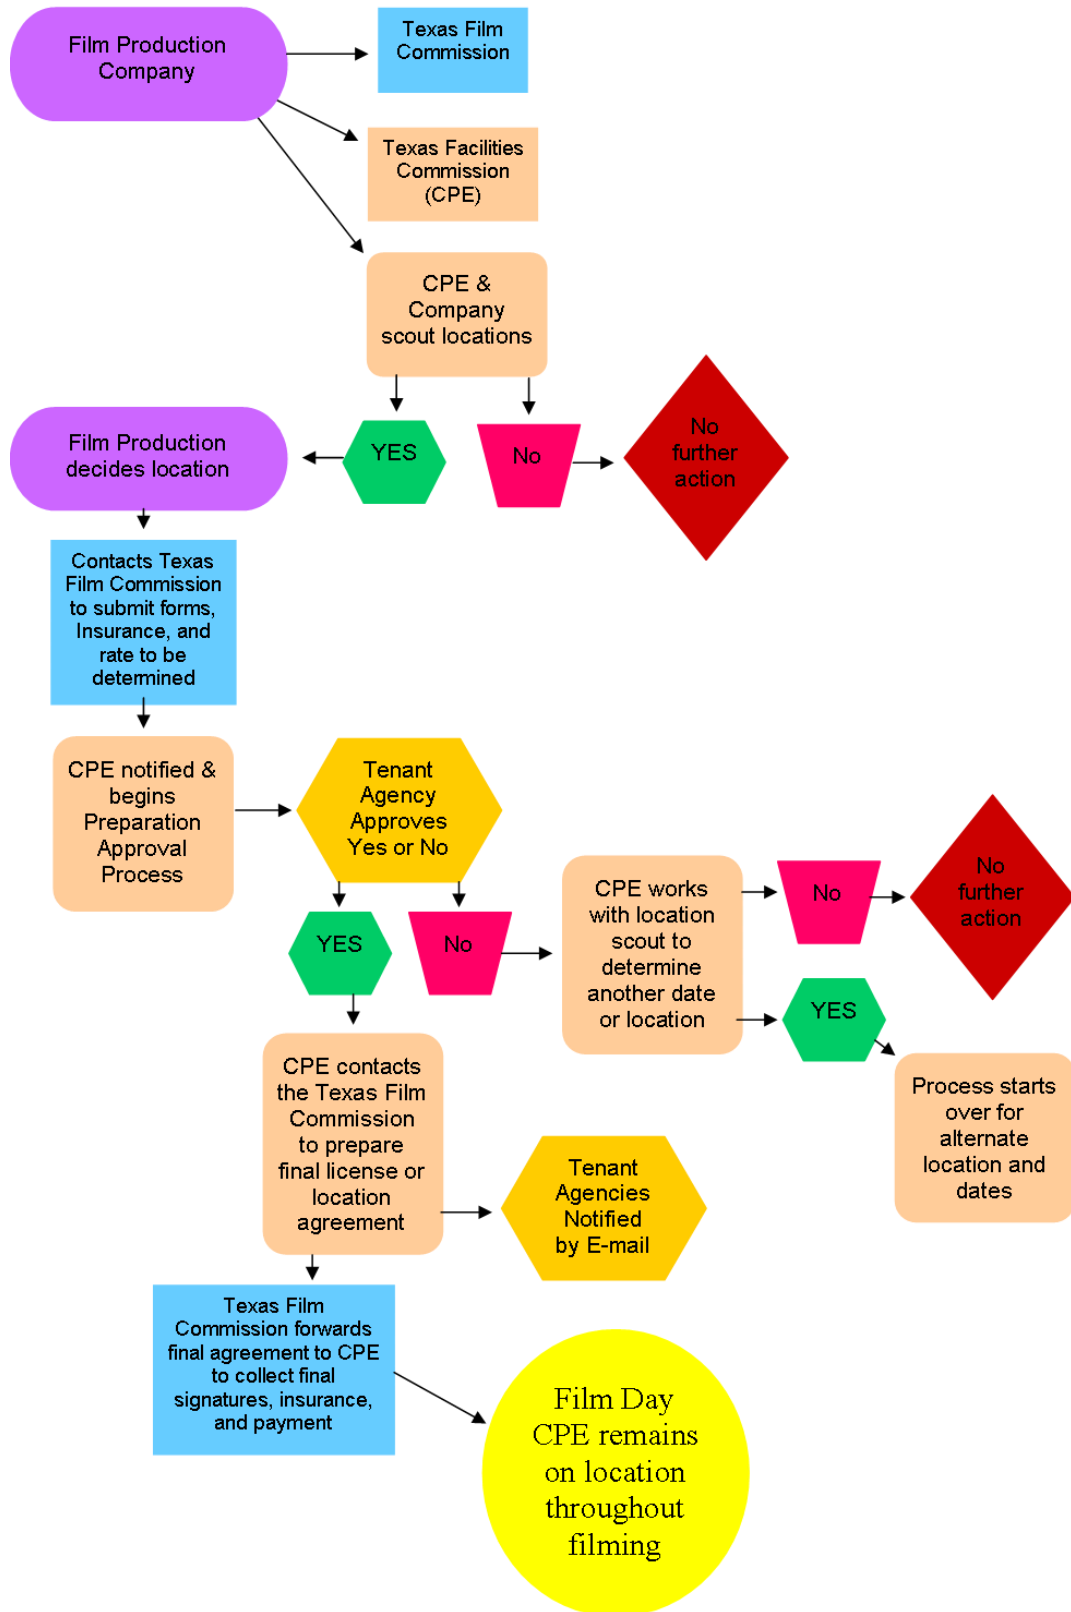 Film Production
Company
Texas Film
Commission
Texas Facilities
Commission
(CPE)
CPE &
Company
scout locations
Film Production
decides location
YES
No
No
further
action
Contacts Texas
Film Commission
to submit forms,
Insurance, and
rate to be
determined
CPE notified &
begins
Preparation
Approval
Process
Tenant
Agency
Approves
Yes or No
YES
No
CPE works
with location
scout to
determine
another date
or location
No
No
further
action
YES
Process starts
over for
alternate
location and
dates
CPE contacts
the Texas Film
Commission
to prepare
final license or
location
agreement
Tenant
Agencies
Notified
by E-mail
Texas Film
Commission forwards
final agreement to CPE
to collect final
signatures, insurance,
and payment
Film Day
CPE remains
on location
throughout
filming